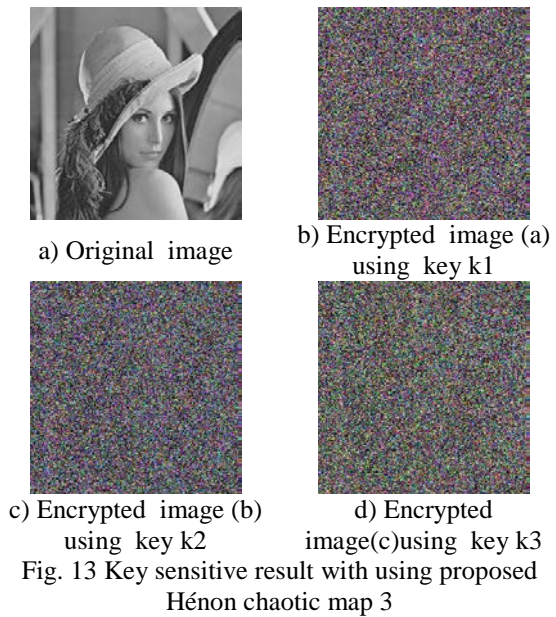 a) Original image
b) Encrypted image (a)
using key k1
c) Encrypted image (b)
using key k2
d) Encrypted
image(c)using key k3
Fig. 13 Key sensitive result with using proposed
Hénon chaotic map 3